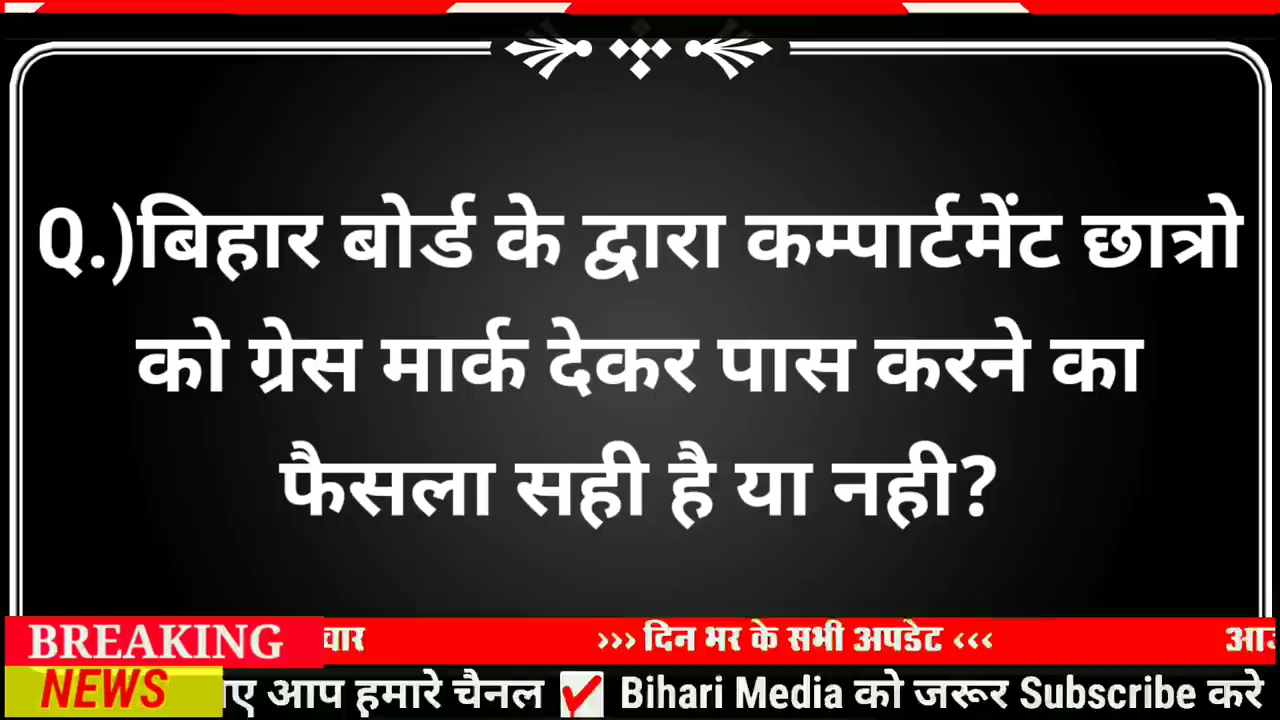 Q.)बिहार बोर्ड के द्वारा कम्पार्टमेंट छात्रो
को ग्रेस मार्क देकर पास करने का
फैसला सही है या नही?
BREAKING
››› दिन भर के सभी अपडेट ‹‹‹
NEWS
आप हमारे चैनल ✔ Bihari Media को जरूर Subscribe करे